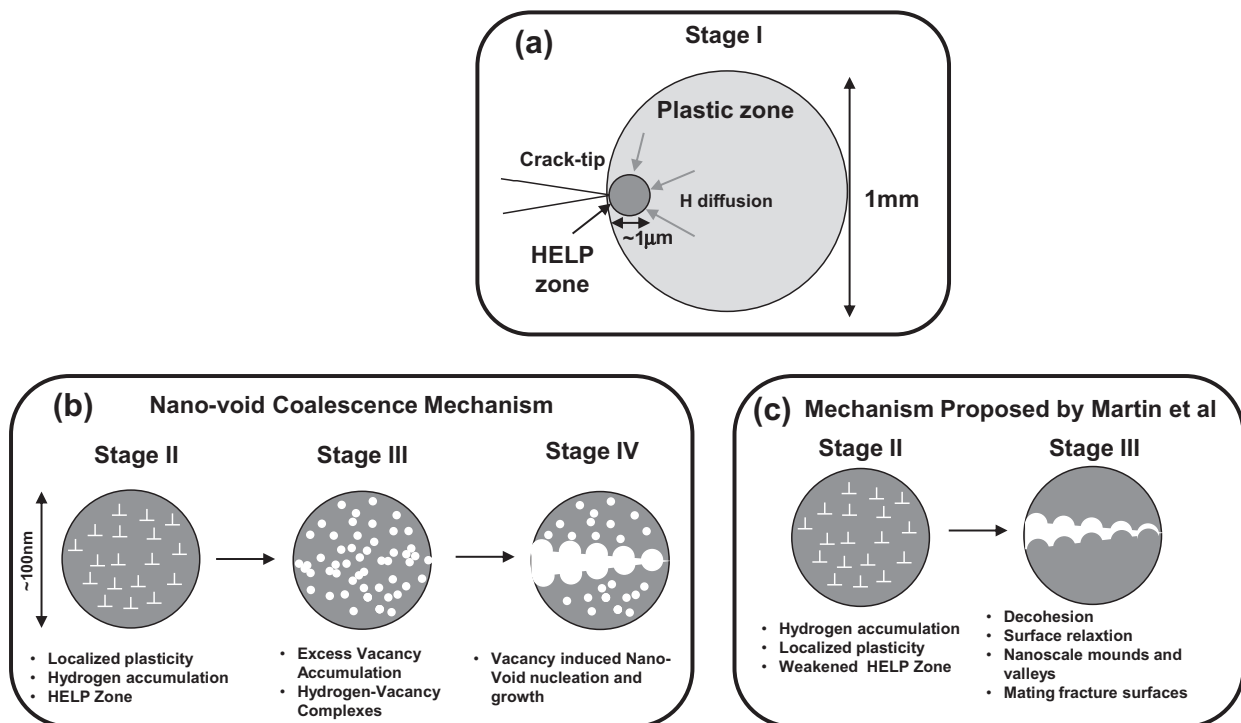 (a)
Stage I
Plastic zone
Crack-tip
H diffusion
1mm
~1μm
HELP
zone
(b)
Nano-void Coalescence Mechanism
Stage II
Stage III
Stage IV
~100nm
• Localized plasticity
• Hydrogen accumulation
• HELP Zone
• Excess Vacancy
Accumulation
• Hydrogen-Vacancy
Complexes
• Vacancy induced Nano-
Void nucleation and
growth
(c)
Mechanism Proposed by Martin et al
Stage II
Stage III
• Hydrogen accumulation
• Localized plasticity
• Weakened HELP Zone
• Decohesion
• Surface relaxtion
• Nanoscale mounds and
valleys
• Mating fracture surfaces